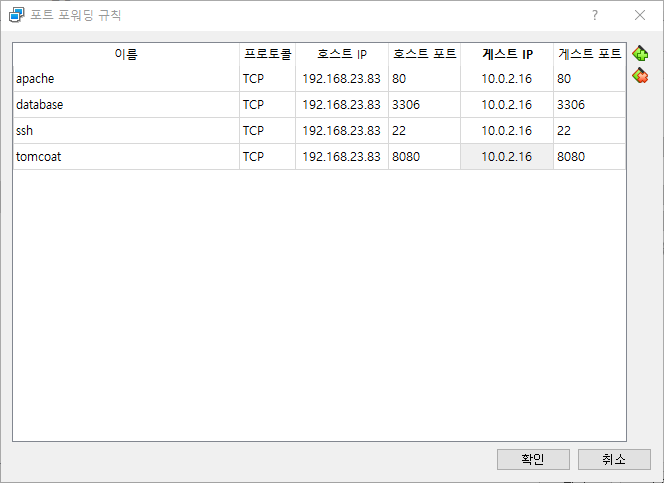 포트 포워딩 규칙
이름 프로토콜 호스트 IP 호스트 포트 게스트 IP 게스트 포트
apache TCP 192.168.23.83 80 10.0.2.16 80
database TCP 192.168.23.83 3306 10.0.2.16 3306
ssh TCP 192.168.23.83 22 10.0.2.16 22
tomcoat TCP 192.168.23.83 8080 10.0.2.16 8080
확인 취소